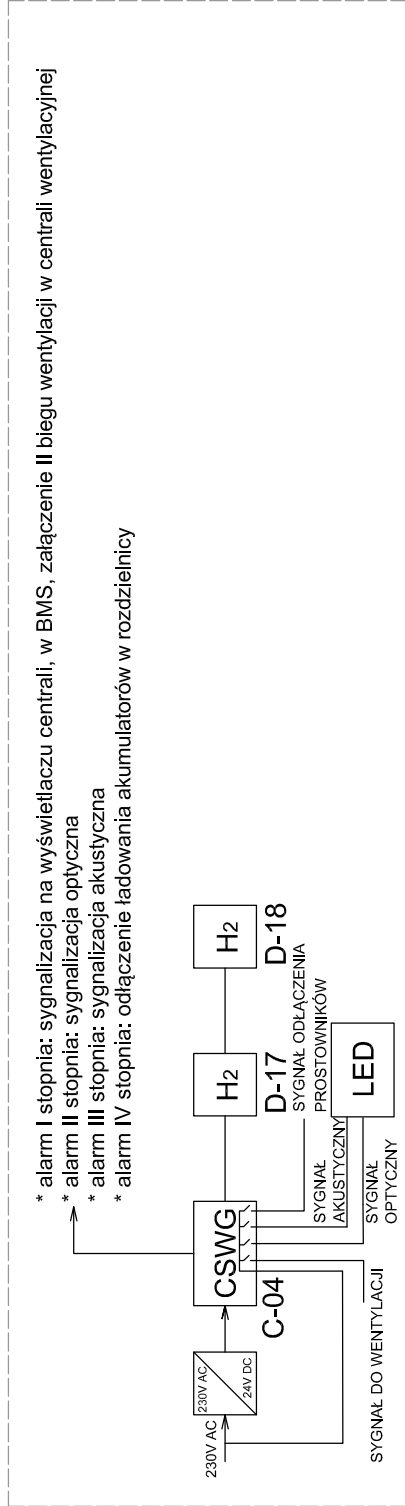 * alarm I stopnia: sygnalizacja na wyświetlaczu centrali, w BMS, załączenie II biegu wentylacji w centrali wentylacyjnej
* alarm II stopnia: sygnalizacja optyczna
* alarm III stopnia: sygnalizacja akustyczna
* alarm IV stopnia: odłączenie ładowania akumulatorów w rozdzielnicy
230V AC
230V AC
24V DC
CSWG
C-04
H2
D-17
H2
D-18
SYGNAŁ ODŁĄCZENIA
PROSTOWNIKÓW
SYGNAŁ
AKUSTYCZNY
LED
SYGNAŁ
OPTYCZNY
SYGNAŁ DO WENTYLACJI